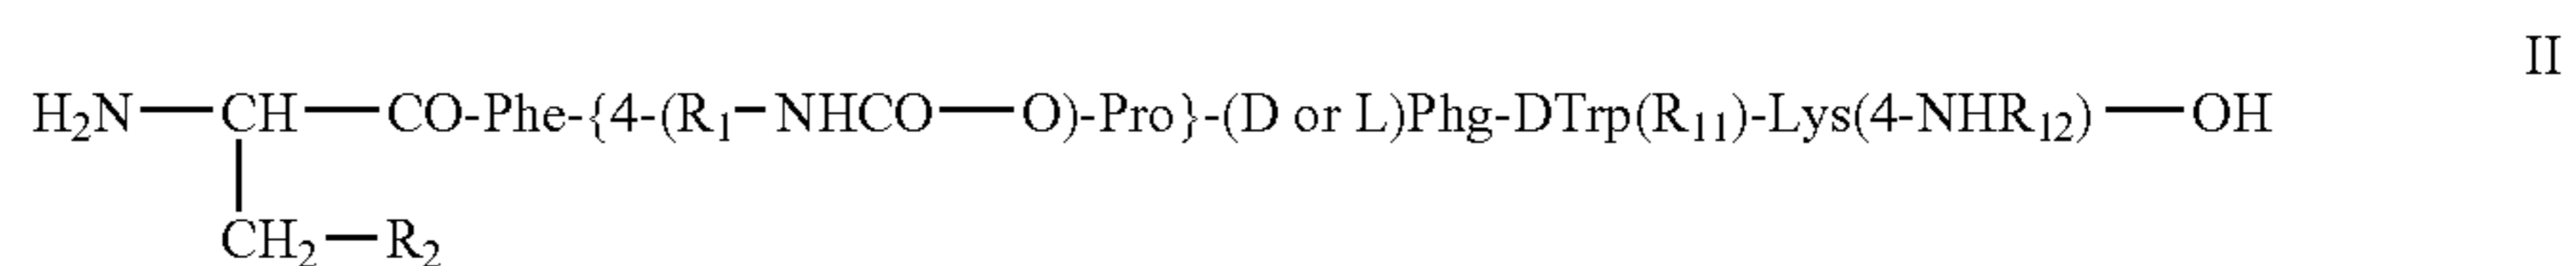 II
H₂N—CH—CO-Phe-{4-(R₁-NHCO—O)-Pro}-(D or L)Phg-DTrp(R₁₁)-Lys(4-NHR₁₂)—OH
CH₂—R₂